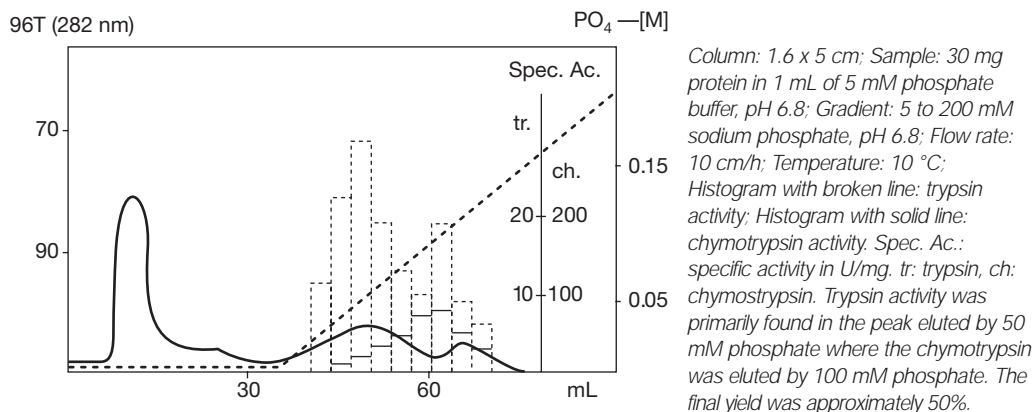 96T (282 nm)
PO₄ —[M]
Spec. Ac.
70
tr.
ch.
0.15
20
200
90
10
100
0.05
30
60
mL
Column: 1.6 x 5 cm; Sample: 30 mg
protein in 1 mL of 5 mM phosphate
buffer, pH 6.8; Gradient: 5 to 200 mM
sodium phosphate, pH 6.8; Flow rate:
10 cm/h; Temperature: 10 °C;
Histogram with broken line: trypsin
activity; Histogram with solid line:
chymotrypsin activity. Spec. Ac.:
specific activity in U/mg. tr: trypsin, ch:
chymostrypsin. Trypsin activity was
primarily found in the peak eluted by 50
mM phosphate where the chymotrypsin
was eluted by 100 mM phosphate. The
final yield was approximately 50%.